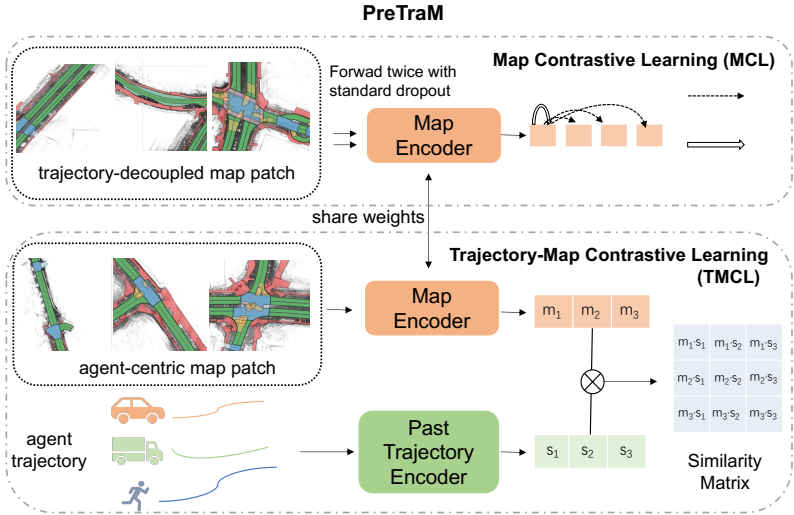 PreTraM
Map Contrastive Learning (MCL)
Forwad twice with
standard dropout
Map
Encoder
trajectory-decoupled map patch
share weights
Trajectory-Map Contrastive Learning
(TMCL)
Map
Encoder
m1 m2 m3
agent-centric map patch
m1·s1 m1·s2 m1·s3
m2·s1 m2·s2 m2·s3
m3·s1 m3·s2 m3·s3
agent
trajectory
Past
Trajectory
Encoder
s1 s2 s3
Similarity
Matrix